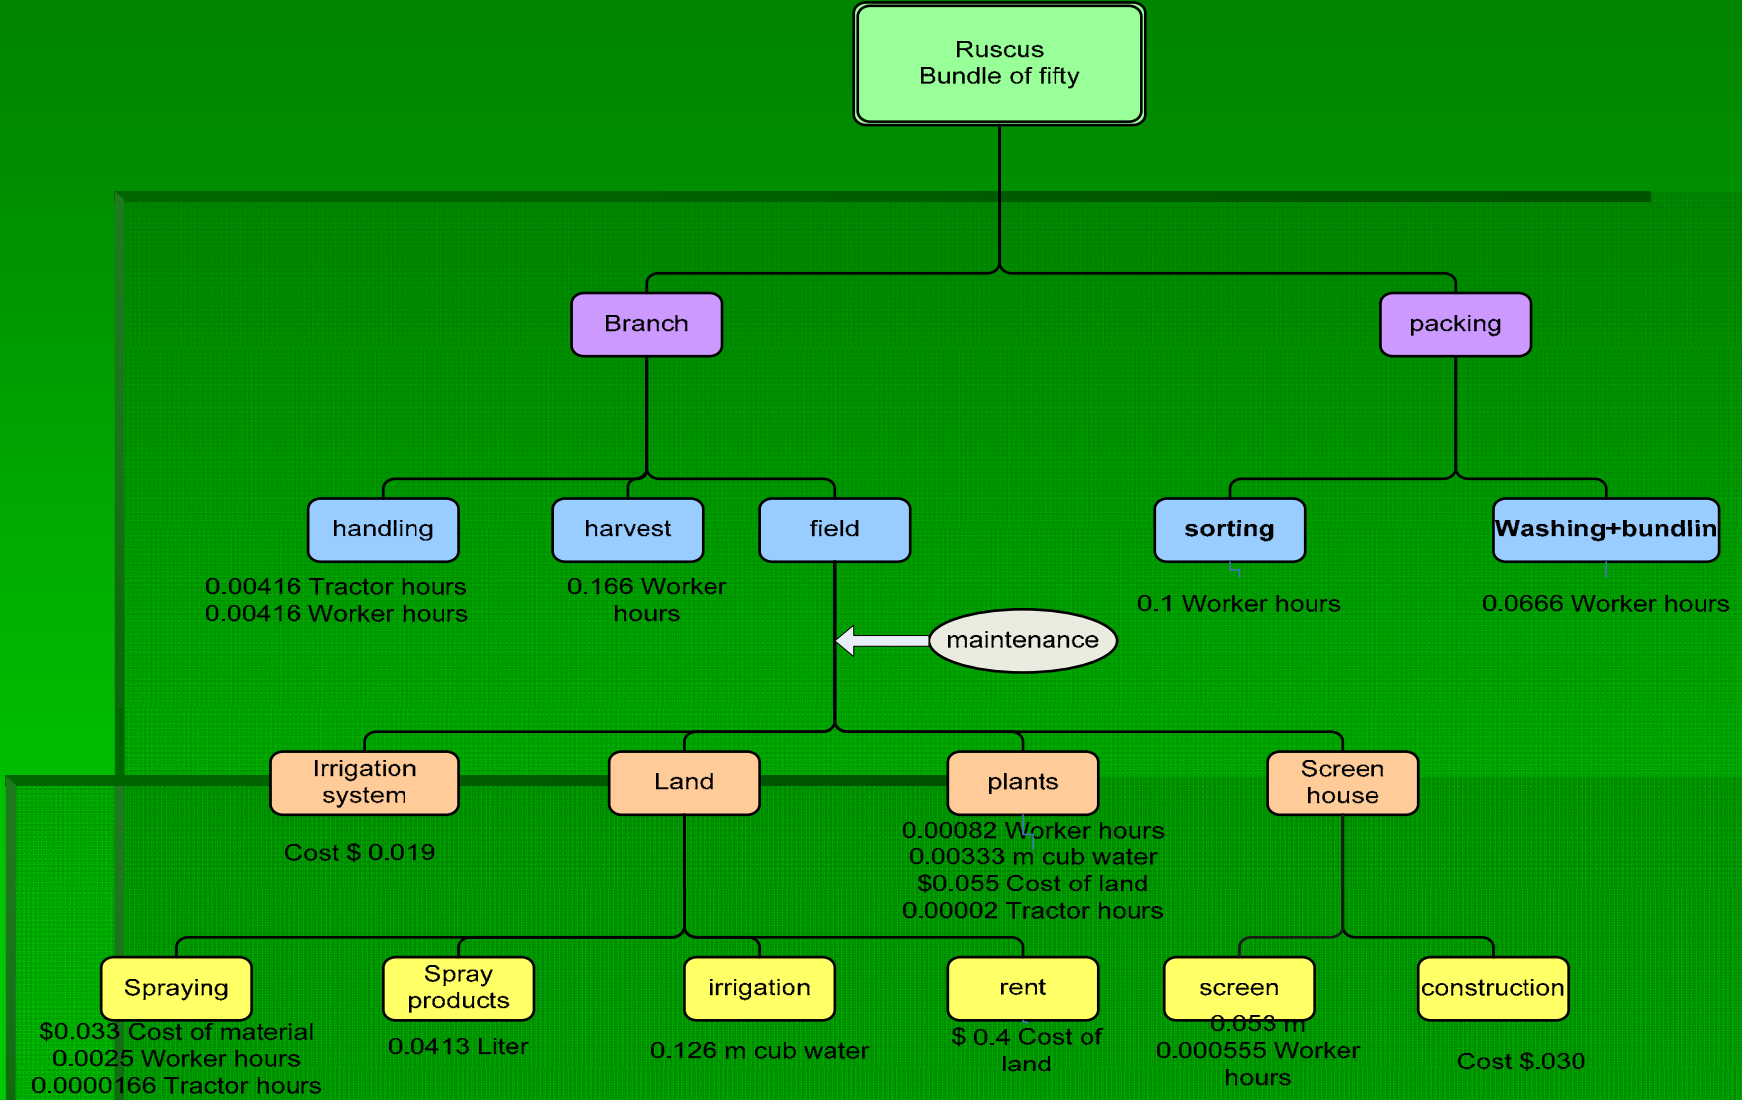 Ruscus
Bundle of fifty
Branch
packing
handling
harvest
field
sorting
Washing+bundlin
0.00416 Tractor hours
0.00416 Worker hours
0.166 Worker
hours
0.1 Worker hours
0.0666 Worker hours
maintenance
Irrigation
system
Land
plants
Screen
house
Cost $ 0.019
0.00082 Worker hours
0.00333 m cub water
$0.055 Cost of land
0.00002 Tractor hours
Spraying
Spray
products
irrigation
rent
screen
construction
$0.033 Cost of material
0.0025 Worker hours
0.0000166 Tractor hours
0.0413 Liter
0.126 m cub water
$ 0.4 Cost of
land
0.053 m
0.000555 Worker
hours
Cost $.030